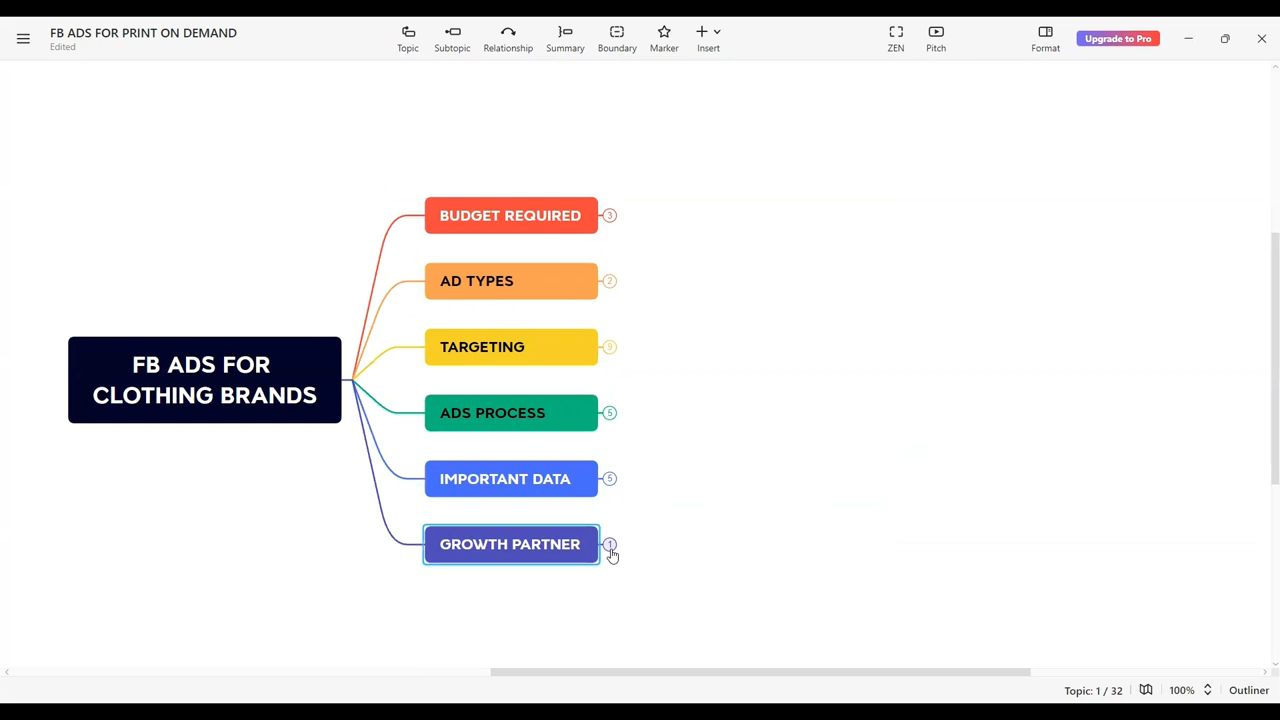 FB ADS FOR PRINT ON DEMAND
Edited
Topic
Subtopic
Relationship
Summary
Boundary
Marker
Insert
ZEN
Pitch
Format
Upgrade to Pro
BUDGET REQUIRED 3
AD TYPES 2
TARGETING 9
FB ADS FOR
CLOTHING BRANDS
ADS PROCESS 5
IMPORTANT DATA 5
GROWTH PARTNER 1
Topic: 1 / 32
100%
Outliner